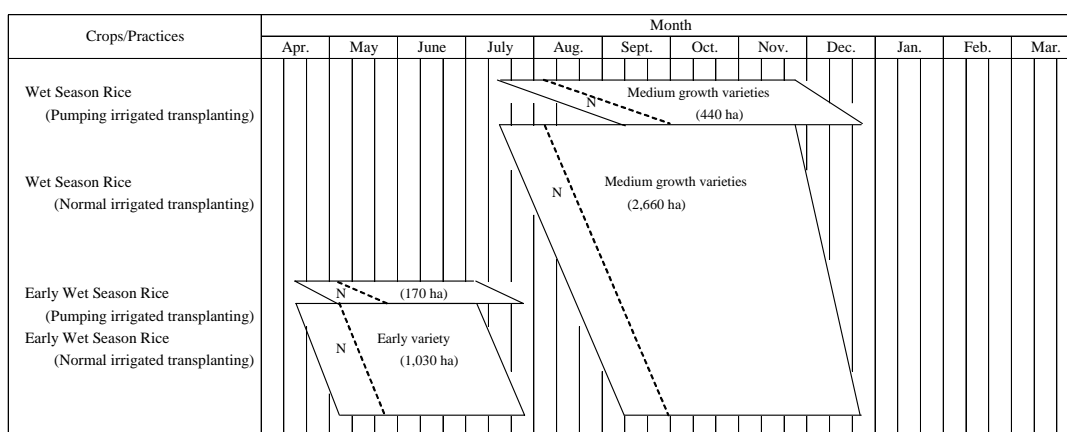 Crops/Practices
Month
Apr. May June July Aug. Sept. Oct. Nov. Dec. Jan. Feb. Mar.
Wet Season Rice
(Pumping irrigated transplanting)
N
Medium growth varieties
(440 ha)
Wet Season Rice
(Normal irrigated transplanting)
N
Medium growth varieties
(2,660 ha)
Early Wet Season Rice
(Pumping irrigated transplanting)
N
(170 ha)
Early Wet Season Rice
(Normal irrigated transplanting)
N
Early variety
(1,030 ha)